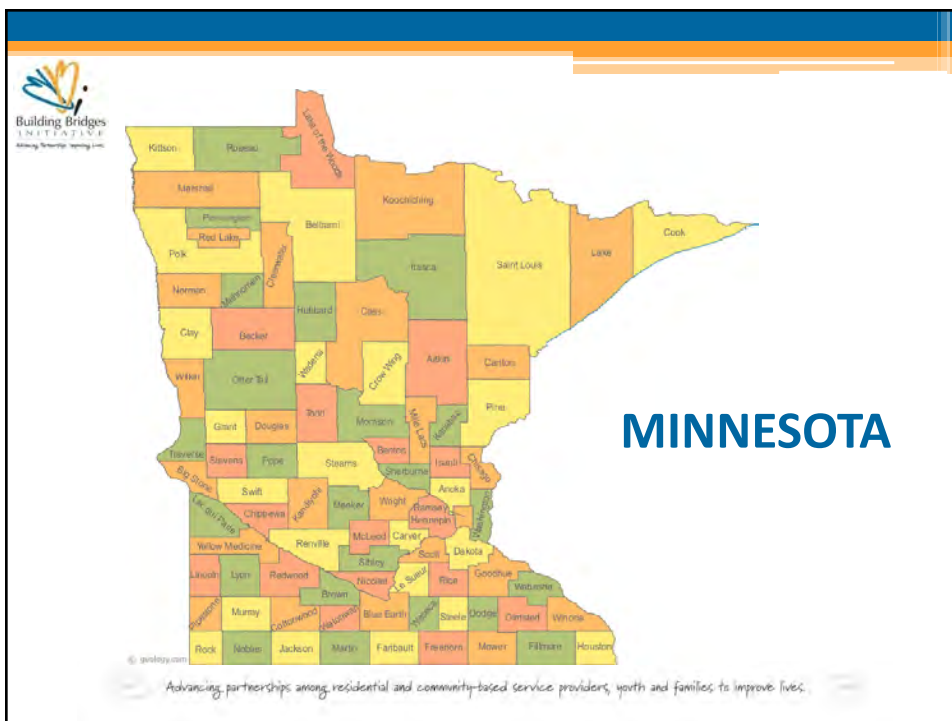 Building Bridges
INITIATIVE
Advancing Partnerships. Improving Lives.
Kittson
Roseau
Lake of the Woods
Marshall
Koochiching
Pennington
Beltrami
Red Lake
Cook
Polk
Clearwater
Itasca
Saint Louis
Lake
Norman
Mahnomen
Hubbard
Cass
Clay
Becker
Aitkin
Wadena
Crow Wing
Carlton
Wilkin
Otter Tail
Pine
Todd
Morrison
Mille Lacs
Kanabec
Grant
Douglas
MINNESOTA
Traverse
Stevens
Pope
Stearns
Benton
Isanti
Chisago
Big Stone
Sherburne
Swift
Kandiyohi
Meeker
Wright
Anoka
Washington
Lac qui Parle
Chippewa
Ramsey
Hennepin
Yellow Medicine
Renville
McLeod
Carver
Scott
Dakota
Sibley
Lincoln
Lyon
Redwood
Nicollet
Le Sueur
Rice
Goodhue
Wabasha
Brown
Pipestone
Murray
Cottonwood
Watonwan
Blue Earth
Waseca
Steele
Dodge
Olmsted
Winona
Rock
Nobles
Jackson
Martin
Faribault
Freeborn
Mower
Fillmore
Houston
© geology.com
Advancing partnerships among residential and community-based service providers, youth and families to improve lives.